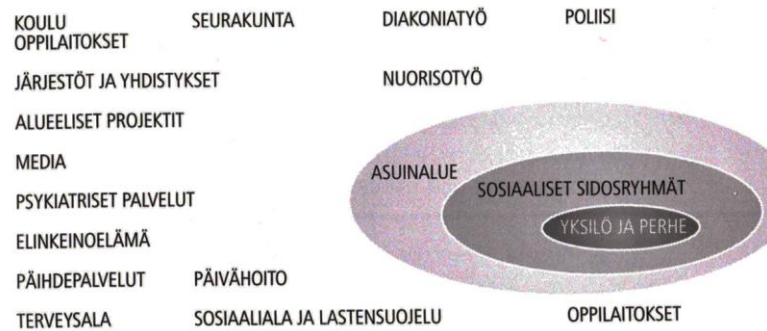 KOULU SEURAKUNTA DIAKONIATYÖ POLIISI
OPPILAITOKSET
JÄRJESTÖT JA YHDISTYKSET NUORISOTYÖ
ALUEELISET PROJEKTIT
MEDIA
ASUINALUE
SOSIAALISET SIDOSRYHMÄT
PSYKIATRISET PALVELUT
YKSILÖ JA PERHE
ELINKEINOELÄMÄ
PÄIHDEPALVELUT PÄIVÄHOITO
TERVEYSALA SOSIAALIALA JA LASTENSUOJELU OPPILAITOKSET